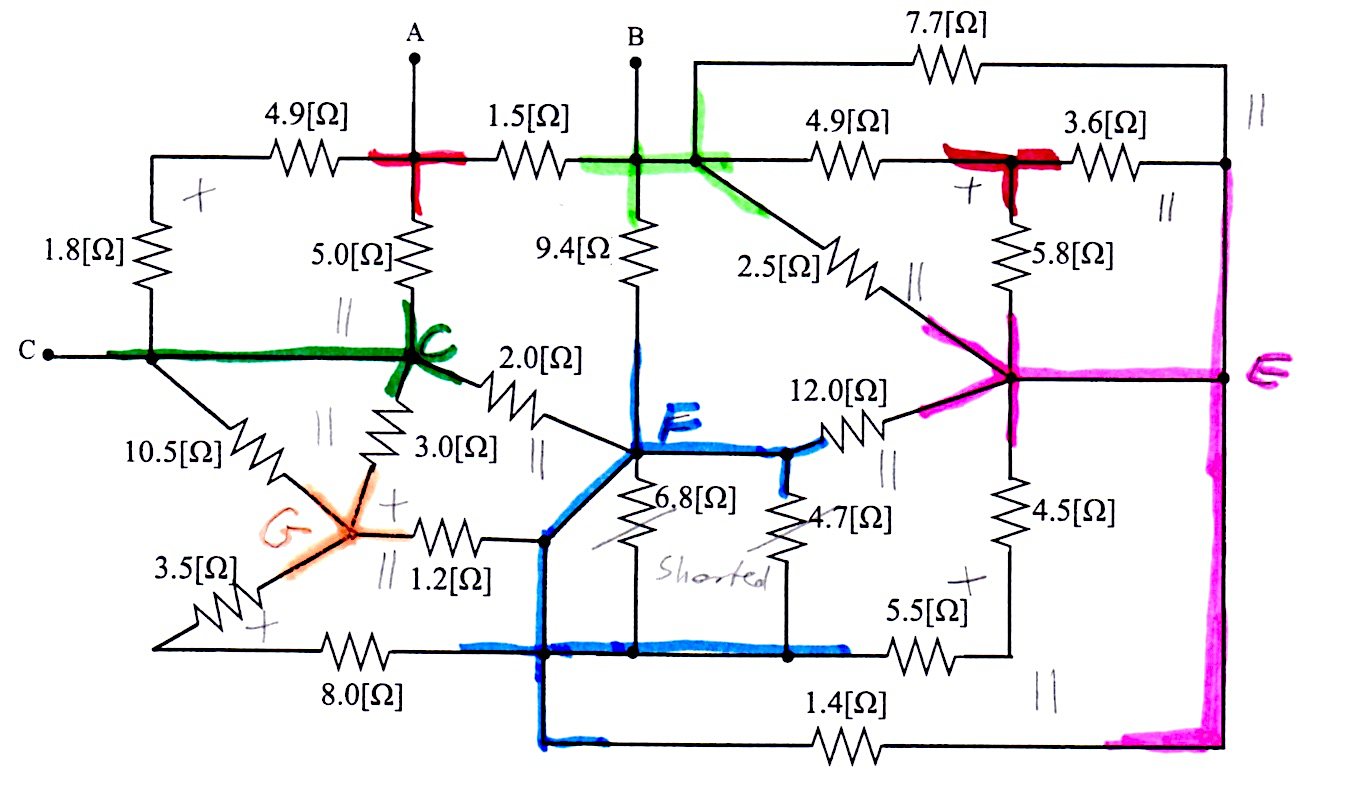 7.7[Ω]
A
B
4.9[Ω]
1.5[Ω]
4.9[Ω]
3.6[Ω]
||
+
+
||
1.8[Ω]
5.0[Ω]
9.4[Ω
2.5[Ω]
5.8[Ω]
||
||
C
C
2.0[Ω]
E
12.0[Ω]
F
10.5[Ω]
||
3.0[Ω]
||
||
+
6.8[Ω]
4.7[Ω]
4.5[Ω]
G
3.5[Ω]
||
1.2[Ω]
Shorted
+
+
5.5[Ω]
8.0[Ω]
1.4[Ω]
||